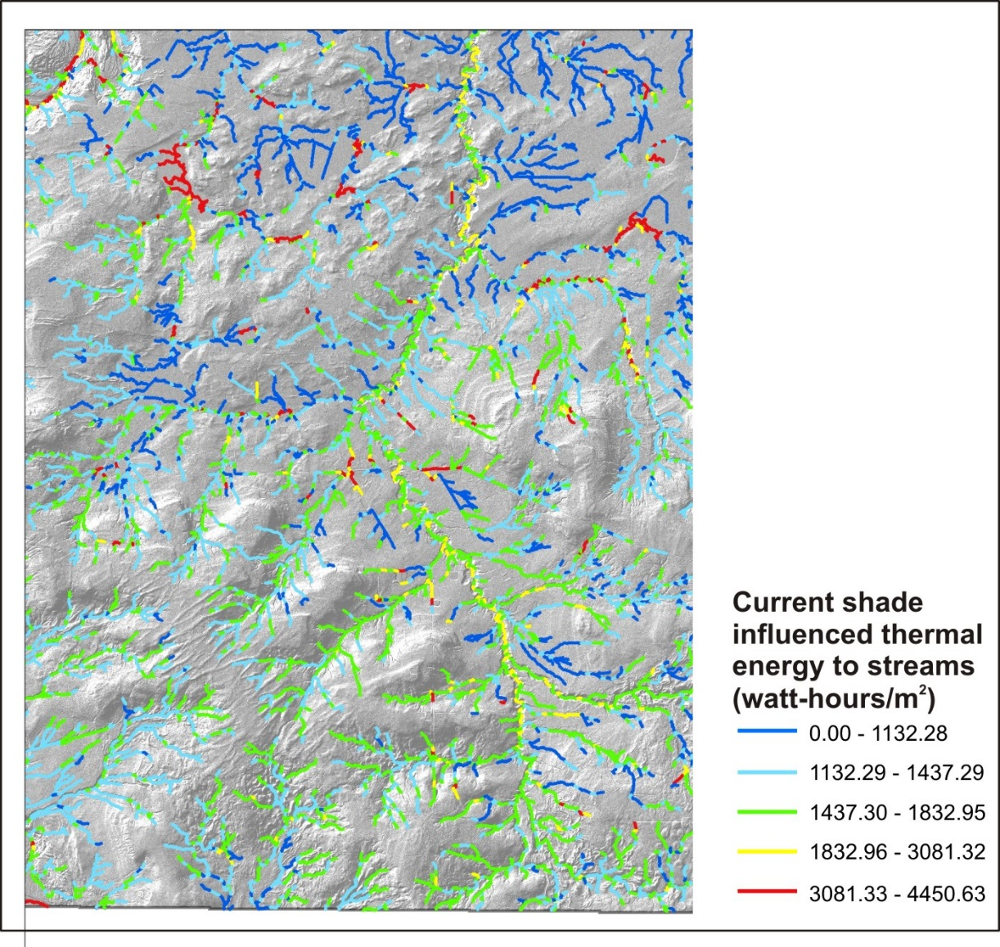 Current shade
influenced thermal
energy to streams
(watt-hours/m²)
0.00 - 1132.28
1132.29 - 1437.29
1437.30 - 1832.95
1832.96 - 3081.32
3081.33 - 4450.63